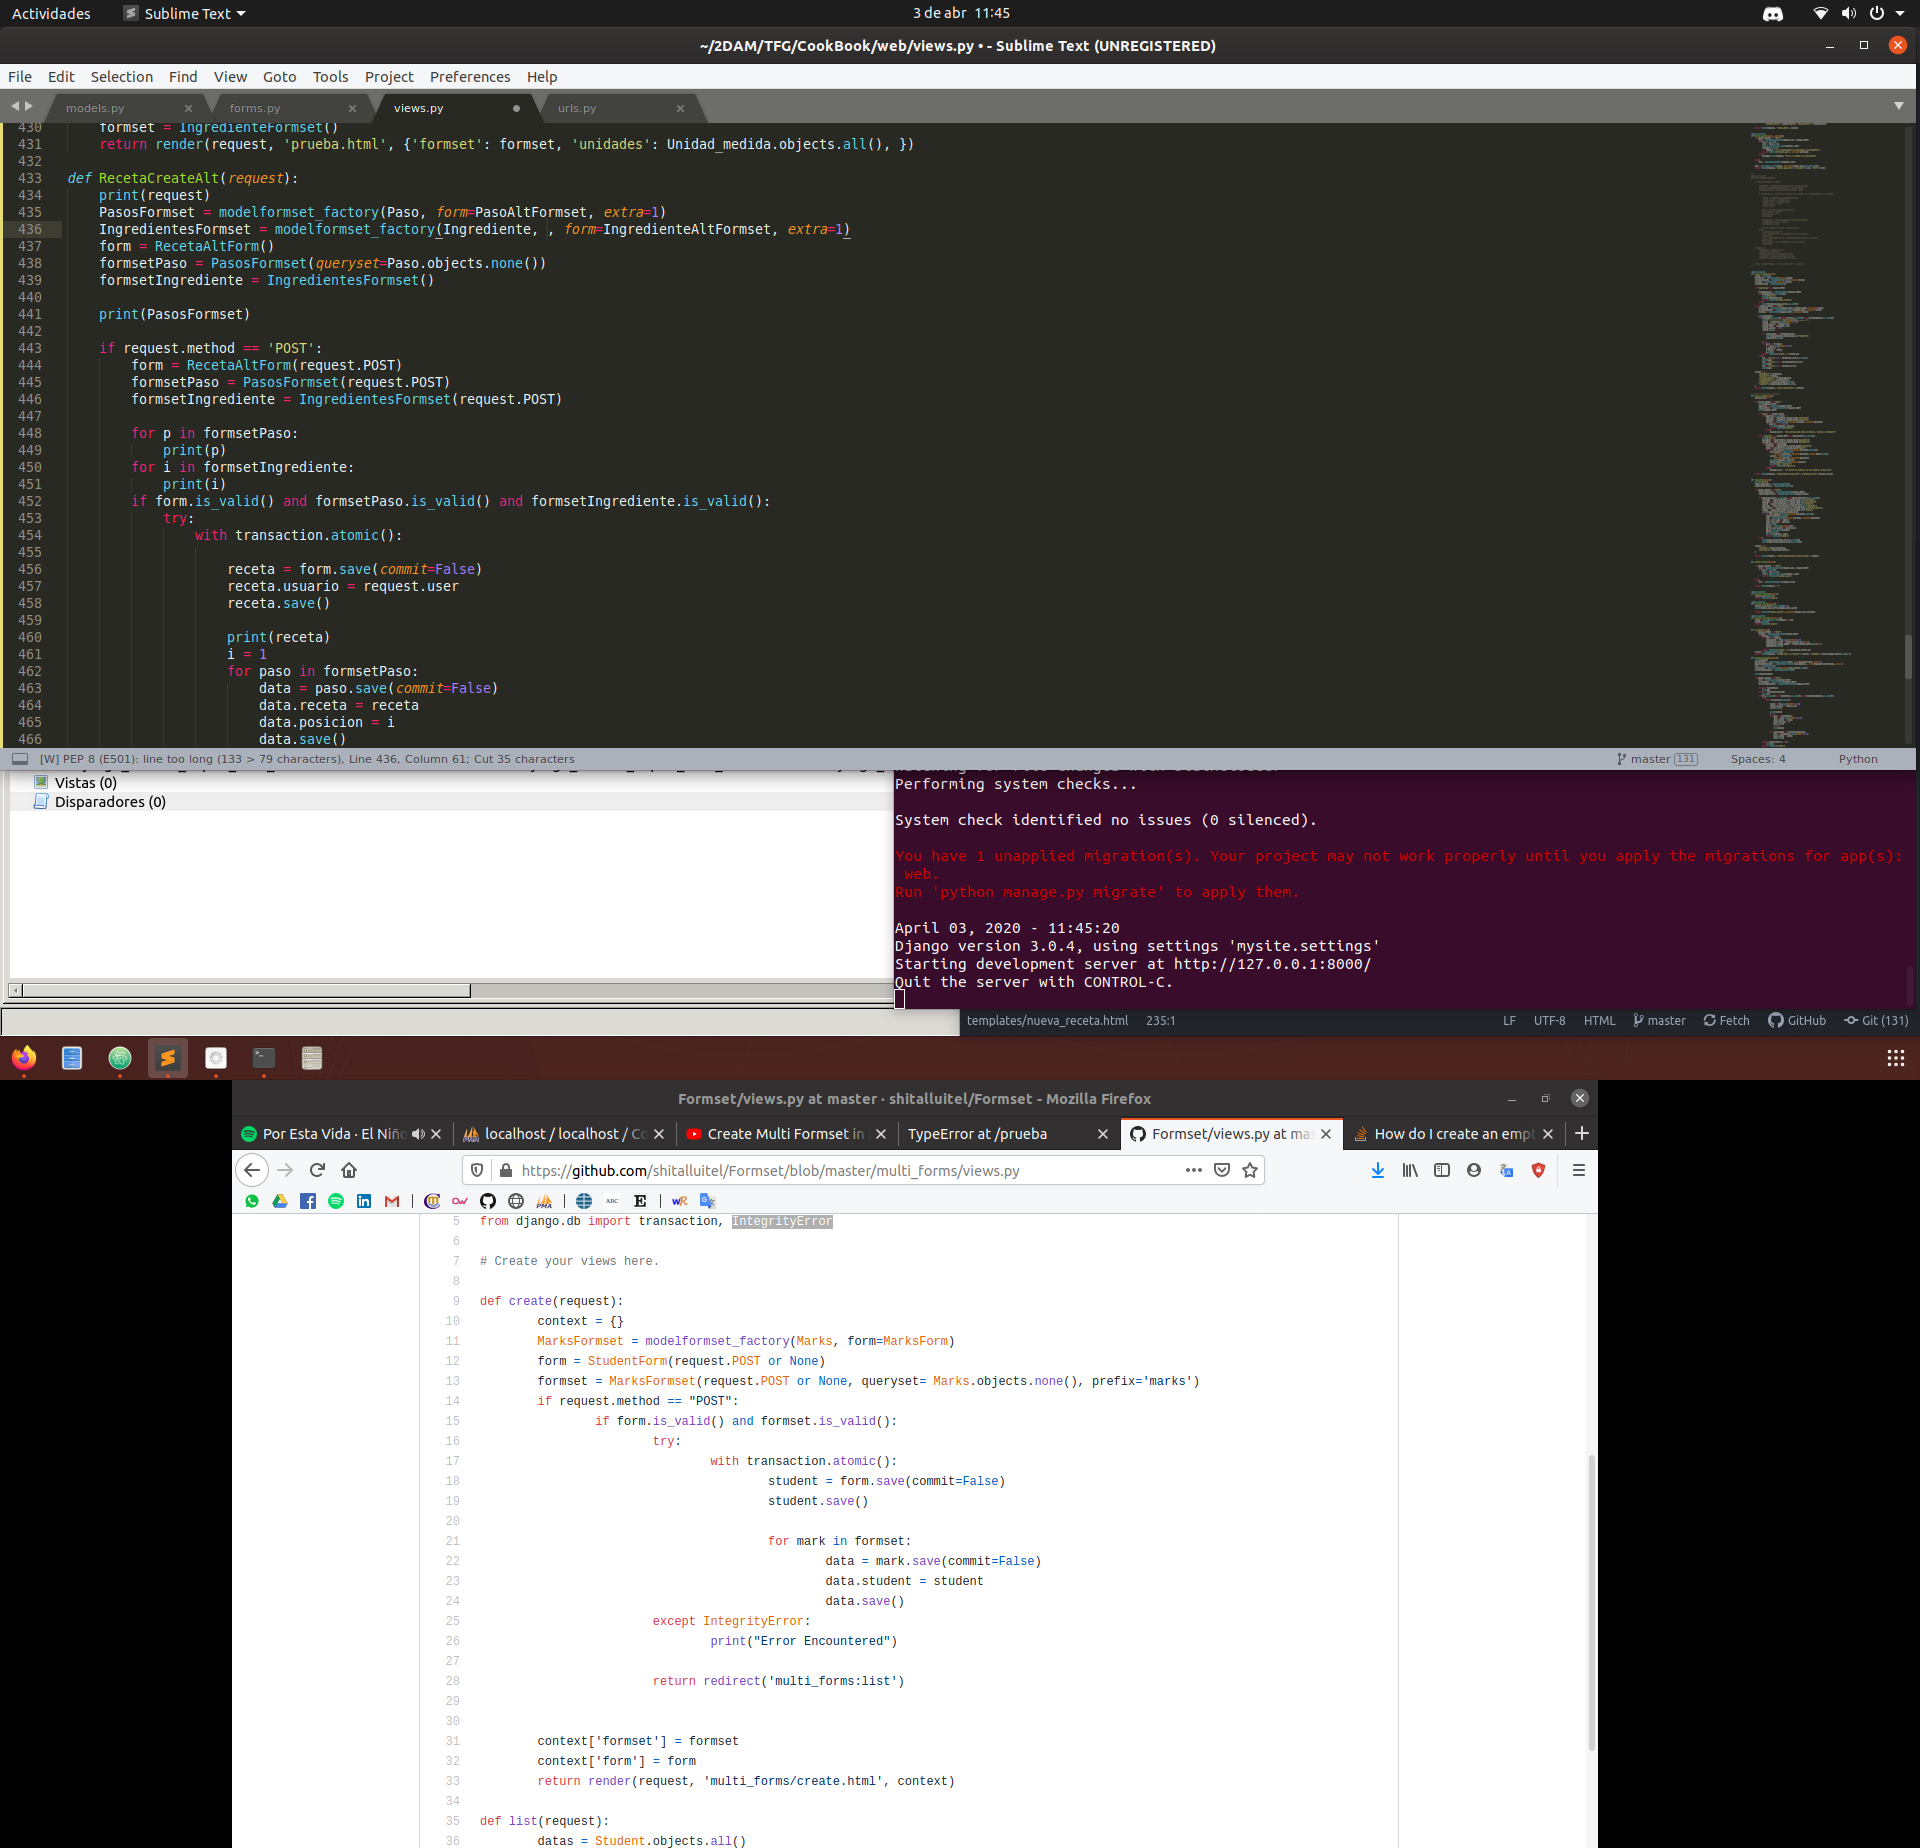 Actividades
Sublime Text
3 de abr 11:45
~/2DAM/TFG/CookBook/web/views.py • - Sublime Text (UNREGISTERED)
File Edit Selection Find View Goto Tools Project Preferences Help
models.py
forms.py
views.py
urls.py
430 formset = IngredienteFormset()
431 return render(request, 'prueba.html', {'formset': formset, 'unidades': Unidad_medida.objects.all(), })
432
433 def RecetaCreateAlt(request):
434 print(request)
435 PasosFormset = modelformset_factory(Paso, form=PasoAltFormset, extra=1)
436 IngredientesFormset = modelformset_factory(Ingrediente, , form=IngredienteAltFormset, extra=1)
437 form = RecetaAltForm()
438 formsetPaso = PasosFormset(queryset=Paso.objects.none())
439 formsetIngrediente = IngredientesFormset()
440
441 print(PasosFormset)
442
443 if request.method == 'POST':
444 form = RecetaAltForm(request.POST)
445 formsetPaso = PasosFormset(request.POST)
446 formsetIngrediente = IngredientesFormset(request.POST)
447
448 for p in formsetPaso:
449 print(p)
450 for i in formsetIngrediente:
451 print(i)
452 if form.is_valid() and formsetPaso.is_valid() and formsetIngrediente.is_valid():
453 try:
454 with transaction.atomic():
455
456 receta = form.save(commit=False)
457 receta.usuario = request.user
458 receta.save()
459
460 print(receta)
461 i = 1
462 for paso in formsetPaso:
463 data = paso.save(commit=False)
464 data.receta = receta
465 data.posicion = i
466 data.save()
[W] PEP 8 (E501): line too long (133 > 79 characters), Line 436, Column 61; Cut 35 characters
master 131
Spaces: 4
Python
Vistas (0)
Disparadores (0)
Performing system checks...
System check identified no issues (0 silenced).
You have 1 unapplied migration(s). Your project may not work properly until you apply the migrations for app(s):
web.
Run 'python manage.py migrate' to apply them.
April 03, 2020 - 11:45:20
Django version 3.0.4, using settings 'mysite.settings'
Starting development server at http://127.0.0.1:8000/
Quit the server with CONTROL-C.
templates/nueva_receta.html 235:1
LF UTF-8 HTML master Fetch GitHub Git (131)
Formset/views.py at master · shitalluitel/Formset - Mozilla Firefox
Por Esta Vida · El Niño
localhost / localhost / Co
Create Multi Formset in
TypeError at /prueba
Formset/views.py at mas
How do I create an empt
https://github.com/shitalluitel/Formset/blob/master/multi_forms/views.py
PMA ABC E wR
5 from django.db import transaction, IntegrityError
6
7 # Create your views here.
8
9 def create(request):
10 context = {}
11 MarksFormset = modelformset_factory(Marks, form=MarksForm)
12 form = StudentForm(request.POST or None)
13 formset = MarksFormset(request.POST or None, queryset= Marks.objects.none(), prefix='marks')
14 if request.method == "POST":
15 if form.is_valid() and formset.is_valid():
16 try:
17 with transaction.atomic():
18 student = form.save(commit=False)
19 student.save()
20
21 for mark in formset:
22 data = mark.save(commit=False)
23 data.student = student
24 data.save()
25 except IntegrityError:
26 print("Error Encountered")
27
28 return redirect('multi_forms:list')
29
30
31 context['formset'] = formset
32 context['form'] = form
33 return render(request, 'multi_forms/create.html', context)
34
35 def list(request):
36 datas = Student.objects.all()